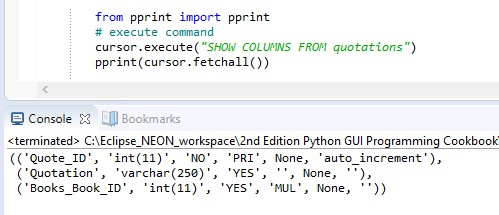 from pprint import pprint
# execute command
cursor.execute("SHOW COLUMNS FROM quotations")
pprint(cursor.fetchall())
Console Bookmarks
<terminated> C:\Eclipse_NEON_workspace\2nd Edition Python GUI Programming Cookbook\
(('Quote_ID', 'int(11)', 'NO', 'PRI', None, 'auto_increment'),
('Quotation', 'varchar(250)', 'YES', '', None, ''),
('Books_Book_ID', 'int(11)', 'YES', 'MUL', None, ''))